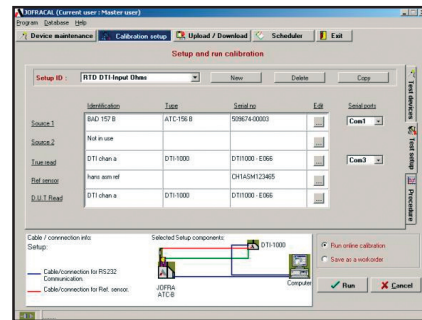 JOFRACAL (Current user : Master user)
Program Database Help
Device maintenance Calibration setup Upload / Download Scheduler Exit
Setup and run calibration
Setup ID : RTD DTI-Input Ohms New Delete Copy
Identification Type Serial no Edit Serial ports
Source 1 BAD 157 B ATC-156 B 509674-00003 ... Com1
Source 2 Not in use ...
True read DTI chan a DTI-1000 DTI1000 - E066 ... Com3
Ref sensor hans asm ref CH1ASM123465 ...
D.U.T Read DTI chan a DTI-1000 DTI1000 - E066 ...
Test devices
Test setup
Procedure
Cable / connection info. Selected Setup components:
Setup:
DTI-1000
Cable/connection for RS232
Communication.
Cable/connection for Ref. sensor.
JOFRA
ATC-B
Computer
Run online calibration
Save as a workorder
Run Cancel